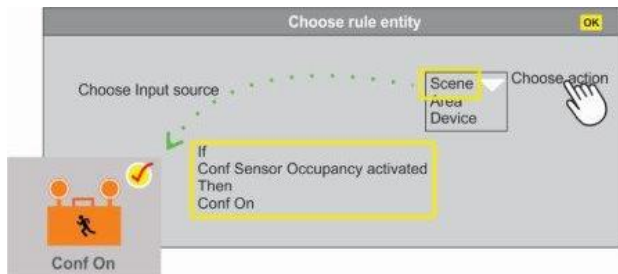 Choose rule entity
OK
Choose Input source
Scene
Choose action
Area
Device
If
Conf Sensor Occupancy activated
Then
Conf On
Conf On